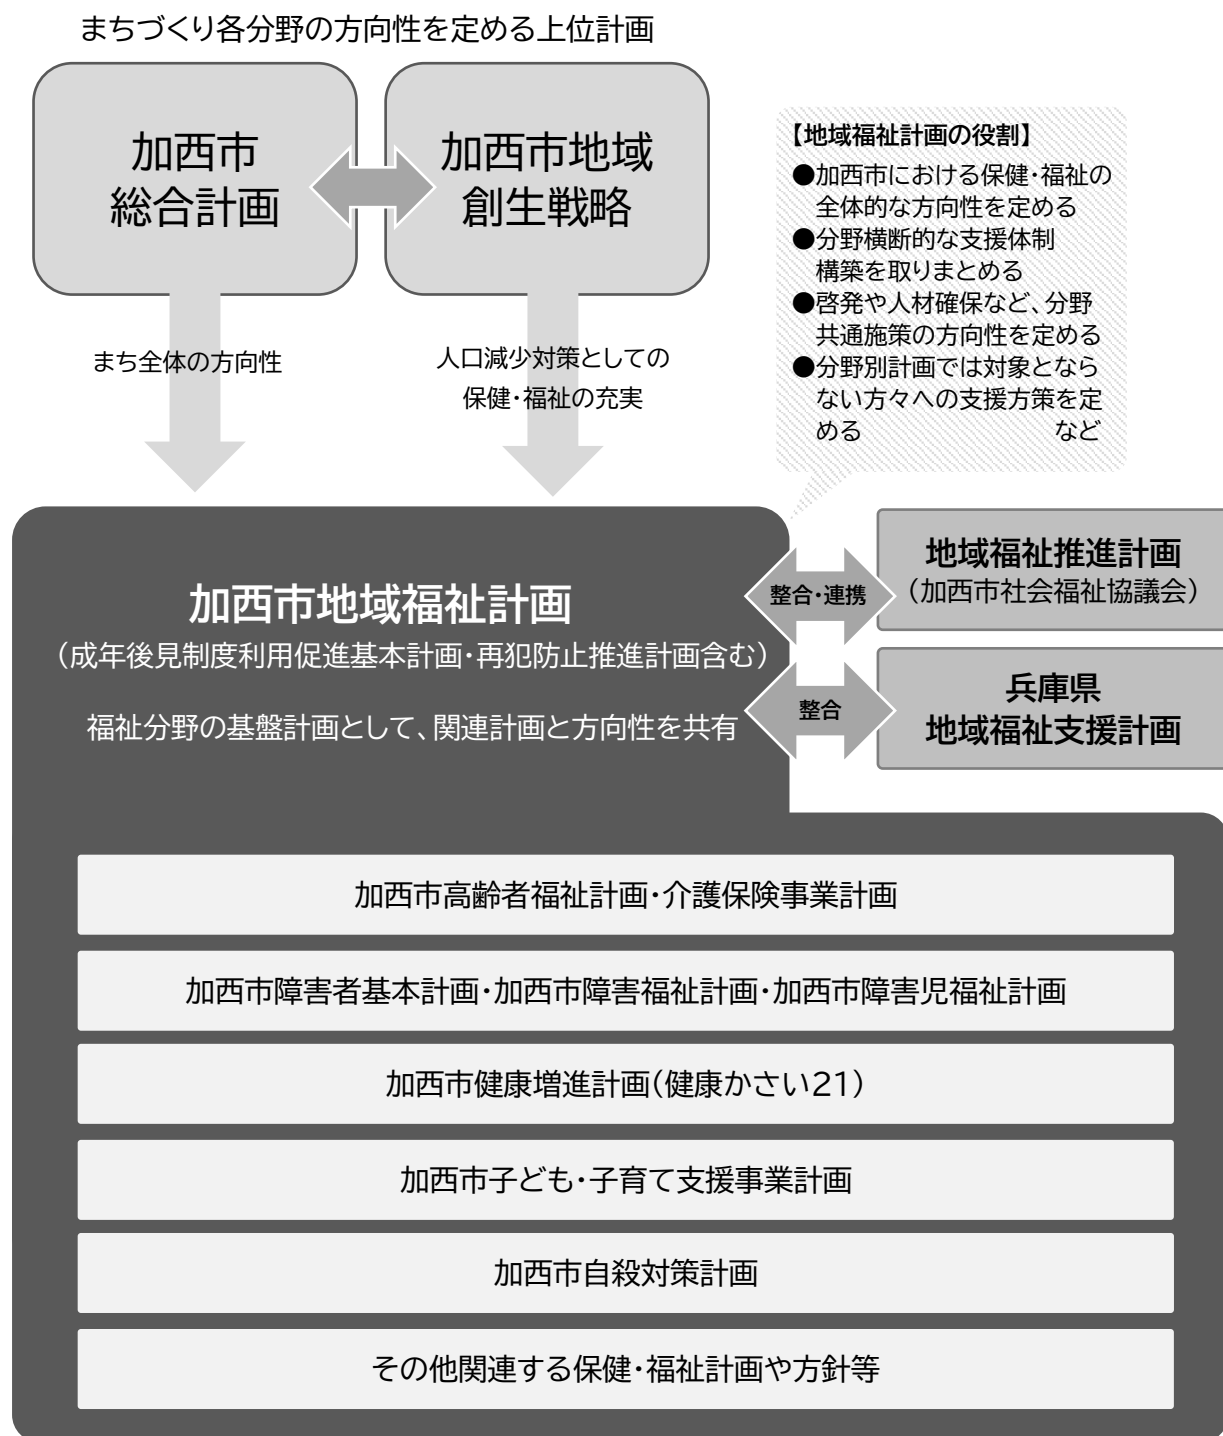 まちづくり各分野の方向性を定める上位計画
加西市
総合計画
加西市地域
創生戦略
まち全体の方向性
人口減少対策としての
保健・福祉の充実
【地域福祉計画の役割】
●加西市における保健・福祉の
全体的な方向性を定める
●分野横断的な支援体制
構築を取りまとめる
●啓発や人材確保など、分野
共通施策の方向性を定める
●分野別計画では対象となら
ない方々への支援方策を定
める など
加西市地域福祉計画
（成年後見制度利用促進基本計画・再犯防止推進計画含む）
福祉分野の基盤計画として、関連計画と方向性を共有
整合・連携
地域福祉推進計画
（加西市社会福祉協議会）
整合
兵庫県
地域福祉支援計画
加西市高齢者福祉計画・介護保険事業計画
加西市障害者基本計画・加西市障害福祉計画・加西市障害児福祉計画
加西市健康増進計画（健康かさい21）
加西市子ども・子育て支援事業計画
加西市自殺対策計画
その他関連する保健・福祉計画や方針等